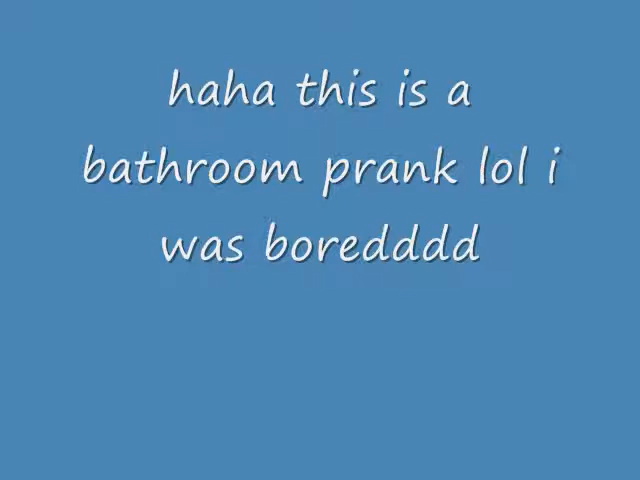 haha this is a
bathroom prank lol i
was boredddd